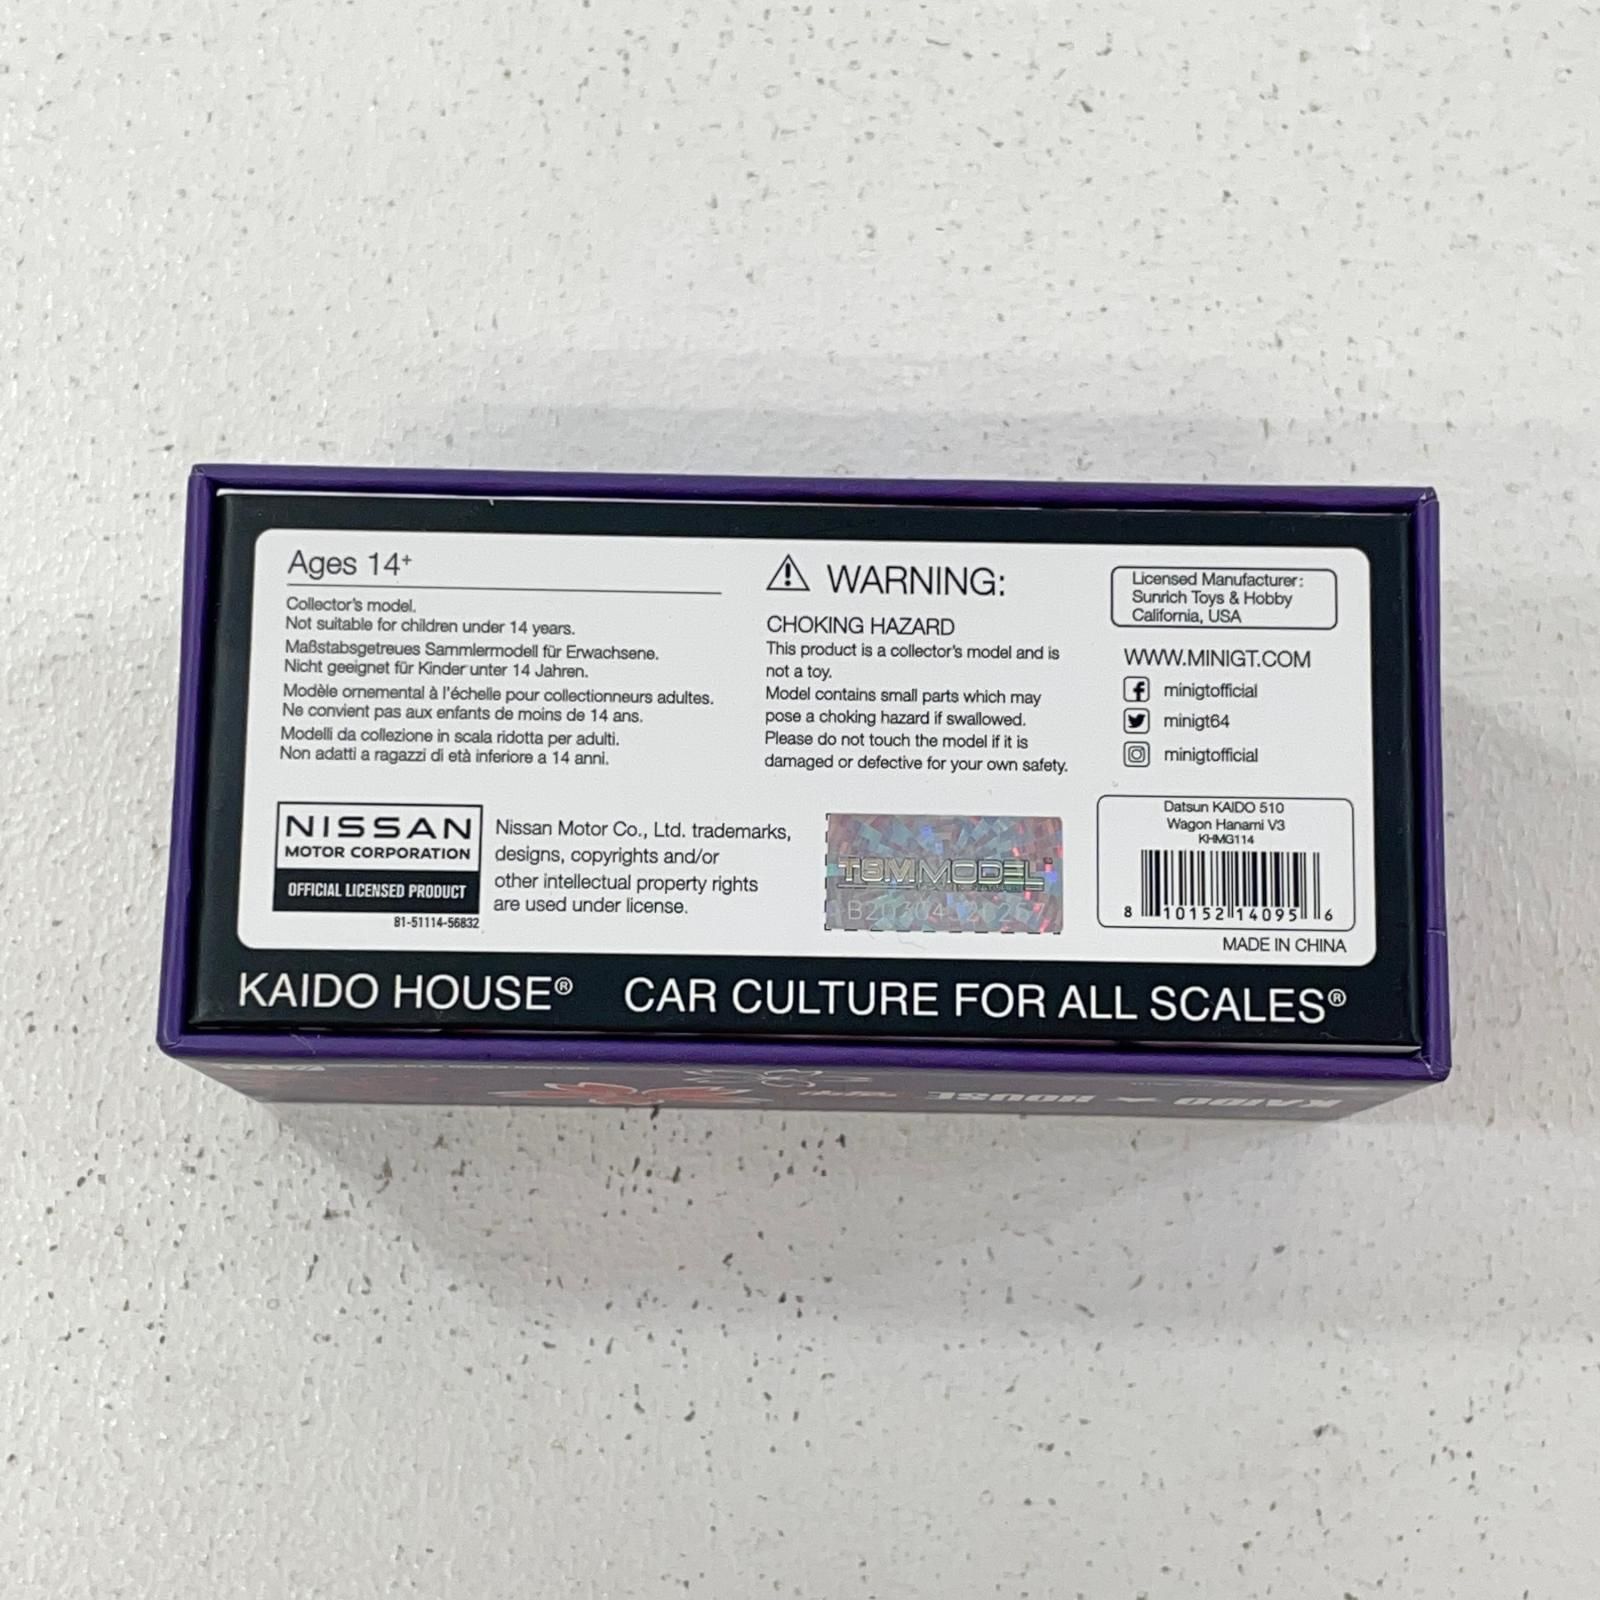 Ages 14+
Collector's model.
Not suitable for children under 14 years.
Maßstabsgetreues Sammlermodell für Erwachsene.
Nicht geeignet für Kinder unter 14 Jahren.
Modèle ornemental à l'échelle pour collectionneurs adultes.
Ne convient pas aux enfants de moins de 14 ans.
Modelli da collezione in scala ridotta per adulti.
Non adatti a ragazzi di età inferiore a 14 anni.
WARNING:
CHOKING HAZARD
This product is a collector's model and is
not a toy.
Model contains small parts which may
pose a choking hazard if swallowed.
Please do not touch the model if it is
damaged or defective for your own safety.
Licensed Manufacturer:
Sunrich Toys & Hobby
California, USA
WWW.MINIGT.COM
minigtofficial
minigt64
minigtofficial
NISSAN
MOTOR CORPORATION
OFFICIAL LICENSED PRODUCT
81-51114-56832
Nissan Motor Co., Ltd. trademarks,
designs, copyrights and/or
other intellectual property rights
are used under license.
TSM MODEL
Datsun KAIDO 510
Wagon Hanami V3
KHMG114
8 10152 14095 6
MADE IN CHINA
KAIDO HOUSE® CAR CULTURE FOR ALL SCALES®
KAIDO ★ HOUSE